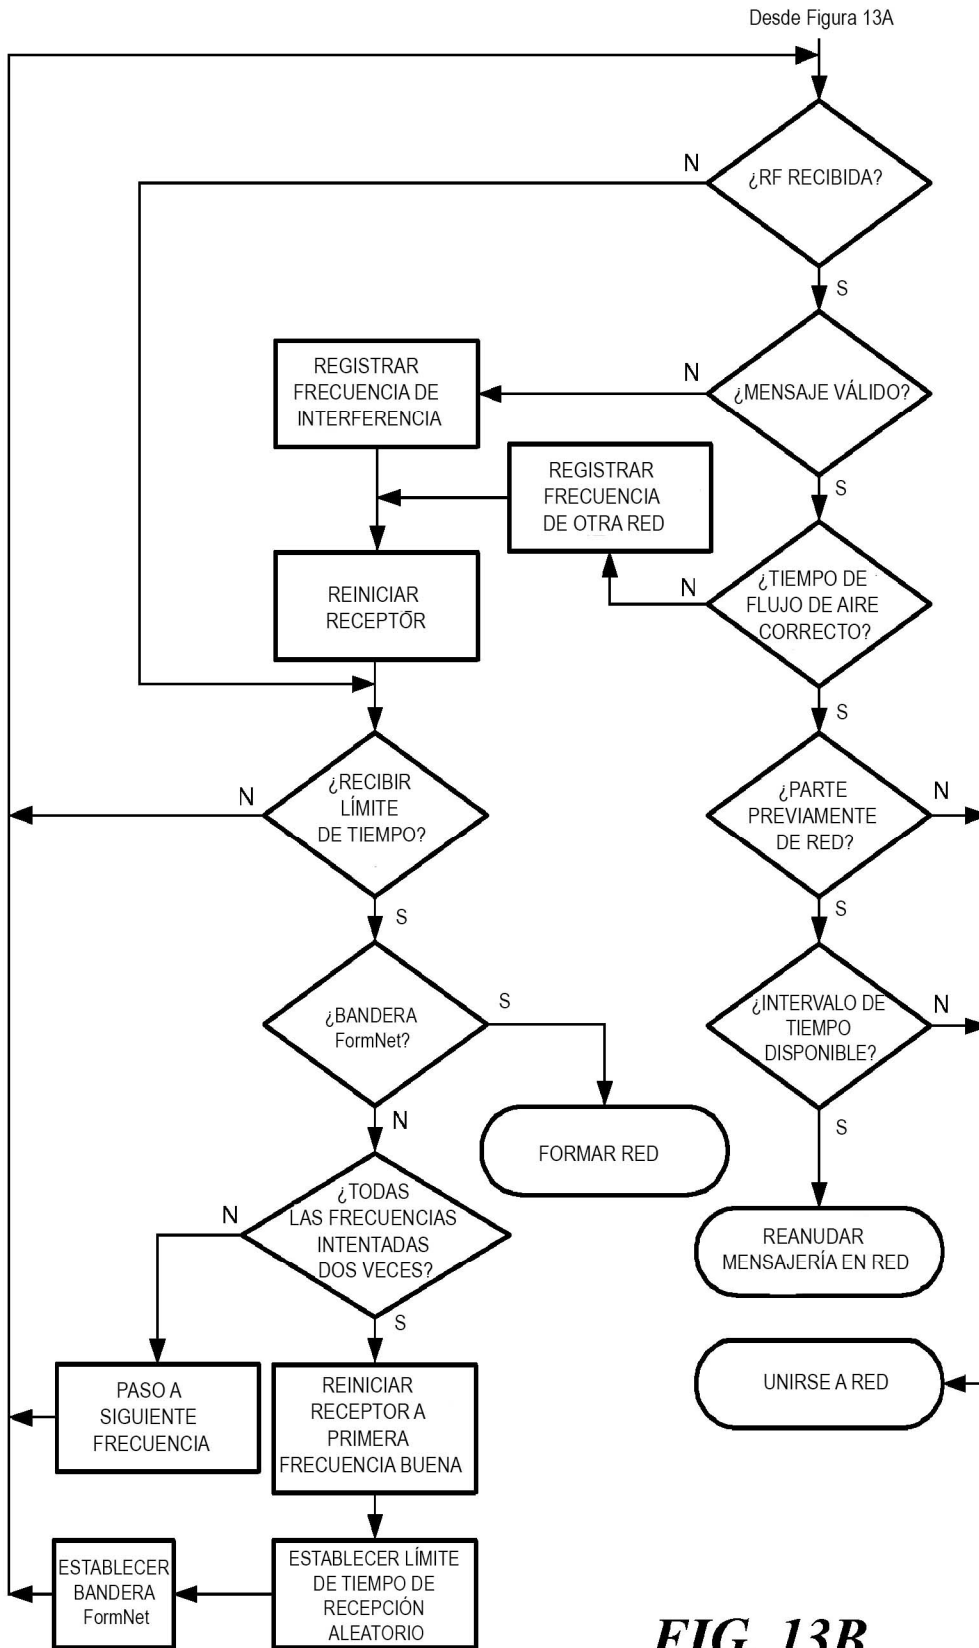 Desde Figura 13A
¿RF RECIBIDA?
N
S
¿MENSAJE VÁLIDO?
N
S
REGISTRAR
FRECUENCIA DE
INTERFERENCIA
REGISTRAR
FRECUENCIA
DE OTRA RED
¿TIEMPO DE
FLUJO DE AIRE
CORRECTO?
N
S
REINICIAR
RECEPTOR
¿RECIBIR
LÍMITE
DE TIEMPO?
N
S
¿PARTE
PREVIAMENTE
DE RED?
N
S
¿BANDERA
FormNet?
S
N
¿INTERVALO DE
TIEMPO
DISPONIBLE?
N
S
FORMAR RED
¿TODAS
LAS FRECUENCIAS
INTENTADAS
DOS VECES?
N
S
REANUDAR
MENSAJERÍA EN RED
UNIRSE A RED
PASO A
SIGUIENTE
FRECUENCIA
REINICIAR
RECEPTOR A
PRIMERA
FRECUENCIA BUENA
ESTABLECER LÍMITE
DE TIEMPO DE
RECEPCIÓN
ALEATORIO
ESTABLECER
BANDERA
FormNet
FIG. 13B